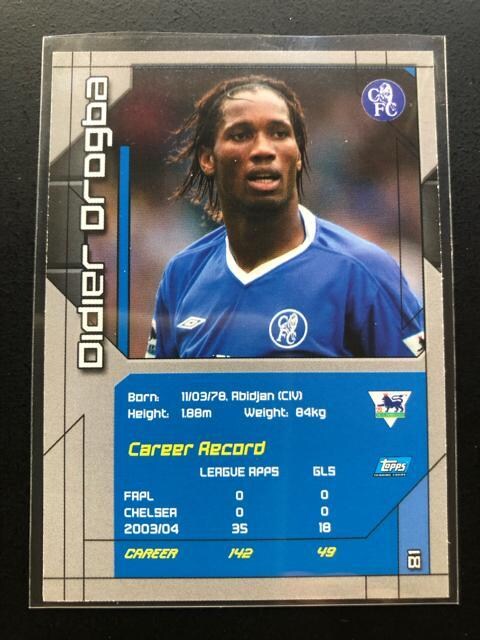 Didier Drogba
CFC
Born: 11/03/78, Abidjan (CIV)
Height: 1.88m Weight: 84kg
Career Record
LEAGUE APPS GLS
FAPL 0 0
CHELSEA 0 0
2003/04 35 18
CAREER 142 49
Topps